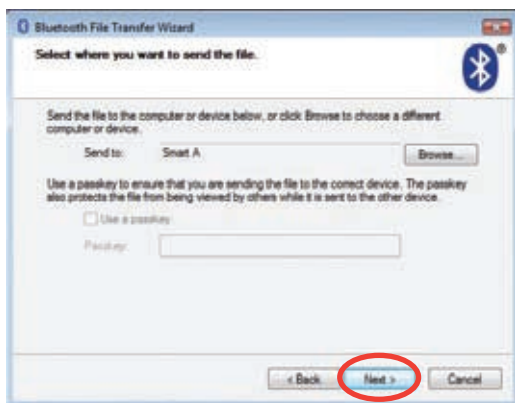 Bluetooth File Transfer Wizard
Select where you want to send the file.
Send the file to the computer or device below, or click Browse to choose a different
computer or device.
Send to: Smart A Browse...
Use a passkey to ensure that you are sending the file to the correct device. The passkey
also protects the file from being viewed by others while it is sent to the other device.
Use a passkey
Passkey:
< Back Next > Cancel